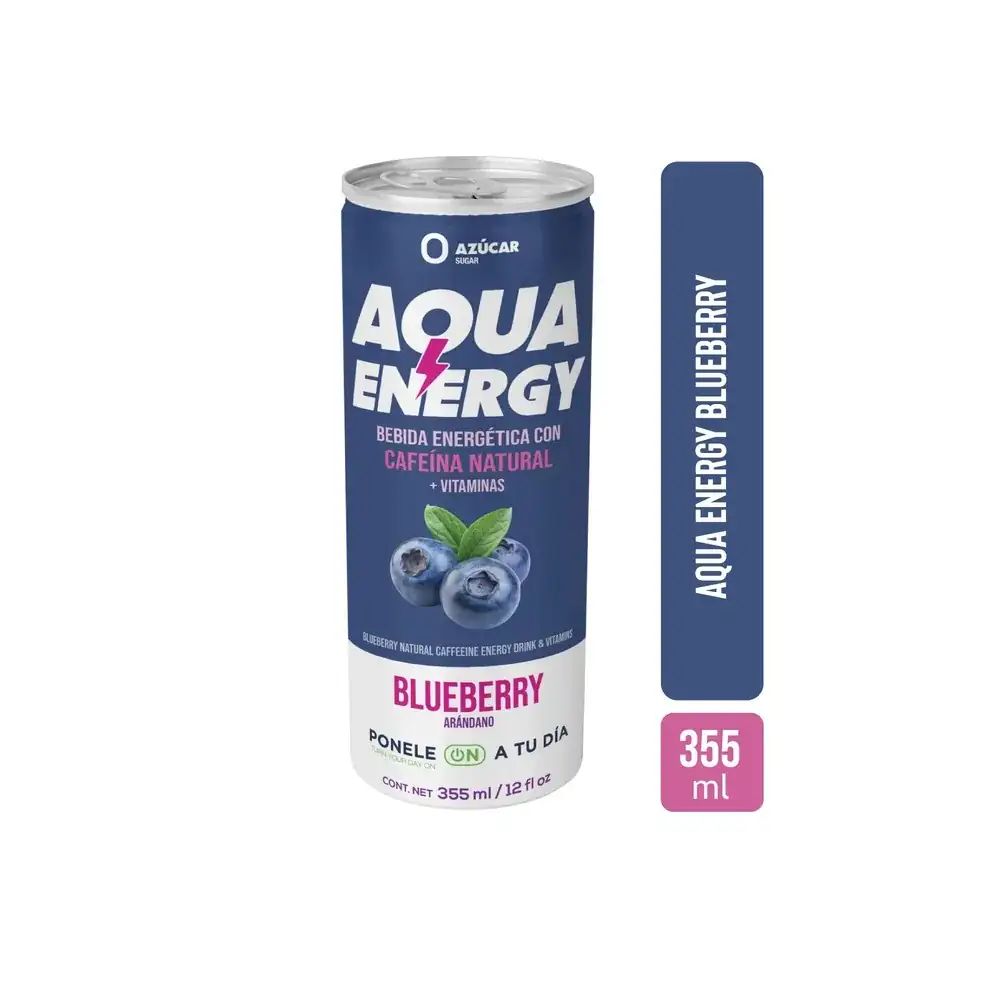 0 AZÚCAR
SUGAR
AQUA
ENERGY
BEBIDA ENERGÉTICA CON
CAFEÍNA NATURAL
+ VITAMINAS
BLUEBERRY NATURAL CAFFEEINE ENERGY DRINK & VITAMINS
BLUEBERRY
ARÁNDANO
PONELE ON A TU DÍA
TURN YOUR DAY ON
CONT. NET 355 ml / 12 fl oz
AQUA ENERGY BLUEBERRY
355
ml